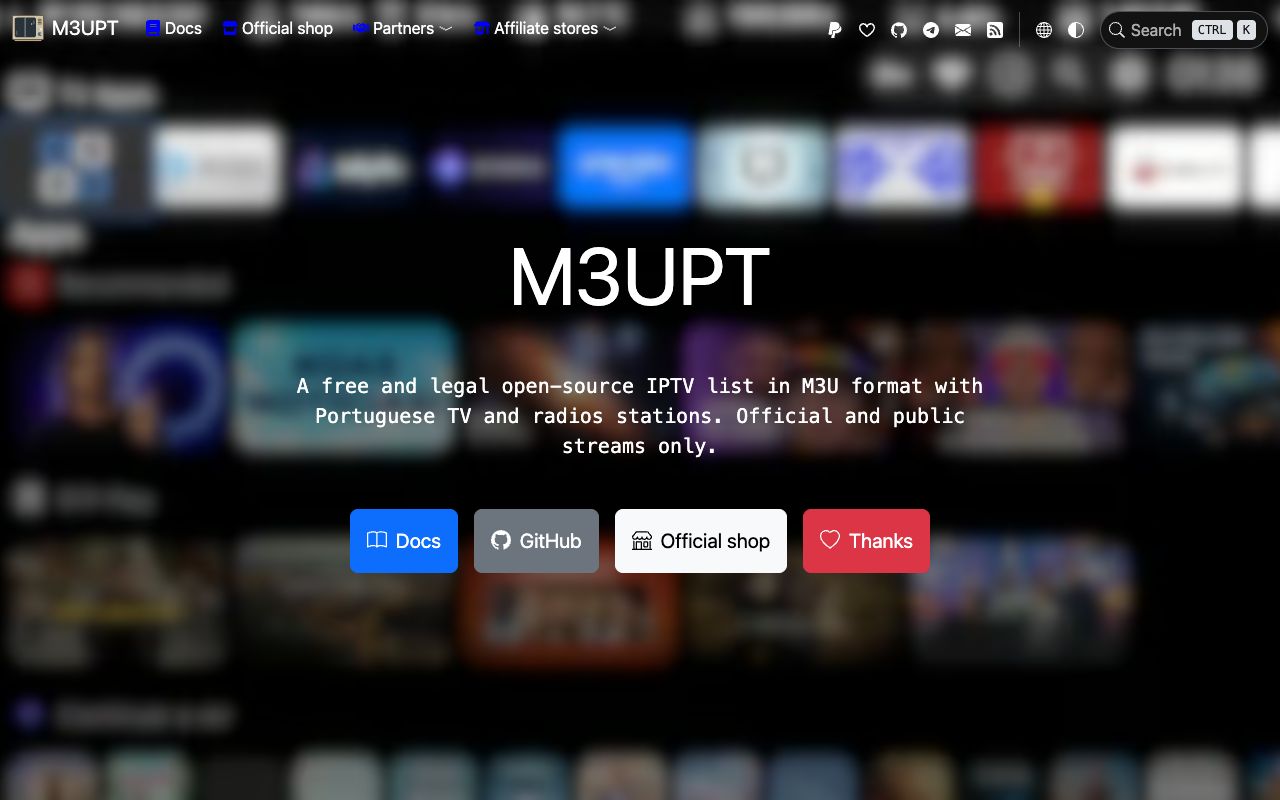 M3UPT
Docs
Official shop
Partners
Affiliate stores
Search
CTRL
K
M3UPT
A free and legal open-source IPTV list in M3U format with
Portuguese TV and radios stations. Official and public
streams only.
Docs
GitHub
Official shop
Thanks